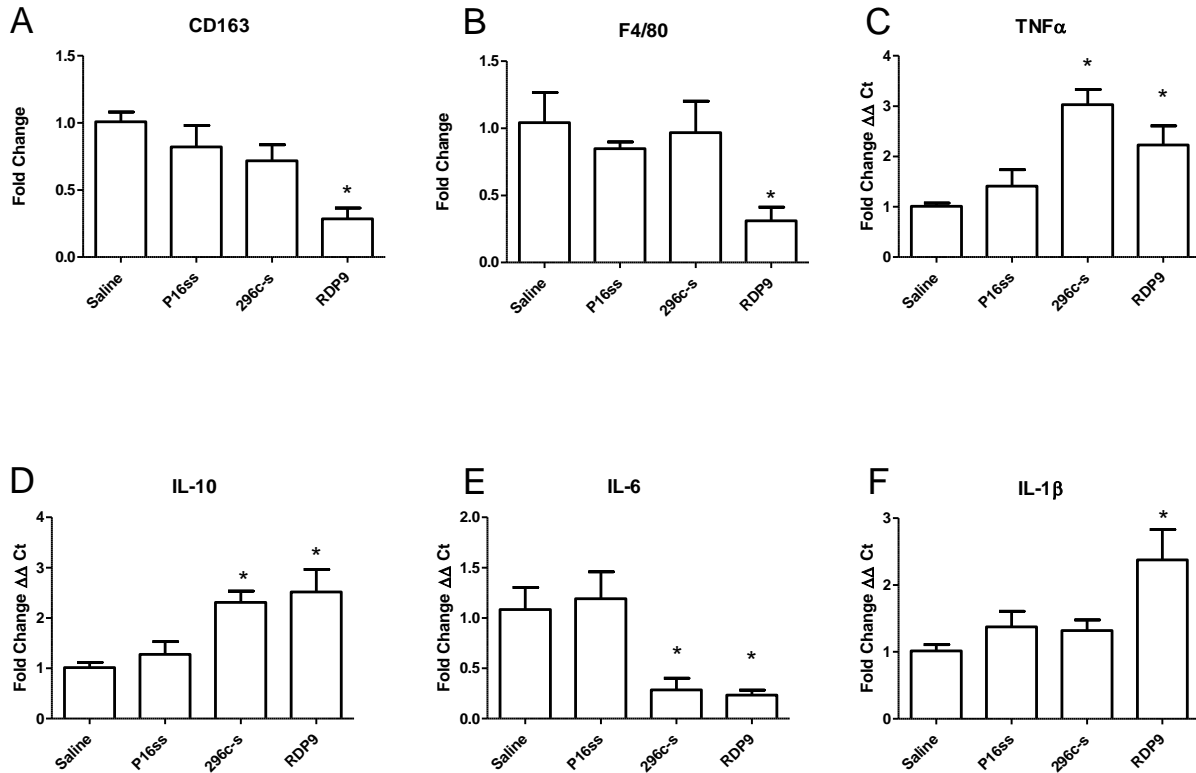 A
CD163
Fold Change
1.5
1.0
0.5
0.0
*
Saline
P16ss
296c-s
RDP9
B
F4/80
Fold Change
1.5
1.0
0.5
0.0
*
Saline
P16ss
296c-s
RDP9
C
TNFα
Fold Change ΔΔ Ct
4
3
2
1
0
*
*
Saline
P16ss
296c-s
RDP9
D
IL-10
Fold Change ΔΔ Ct
4
3
2
1
0
*
*
Saline
P16ss
296c-s
RDP9
E
IL-6
Fold Change ΔΔ Ct
2.0
1.5
1.0
0.5
0.0
*
*
Saline
P16ss
296c-s
RDP9
F
IL-1β
Fold Change ΔΔ Ct
3
2
1
0
*
Saline
P16ss
296c-s
RDP9